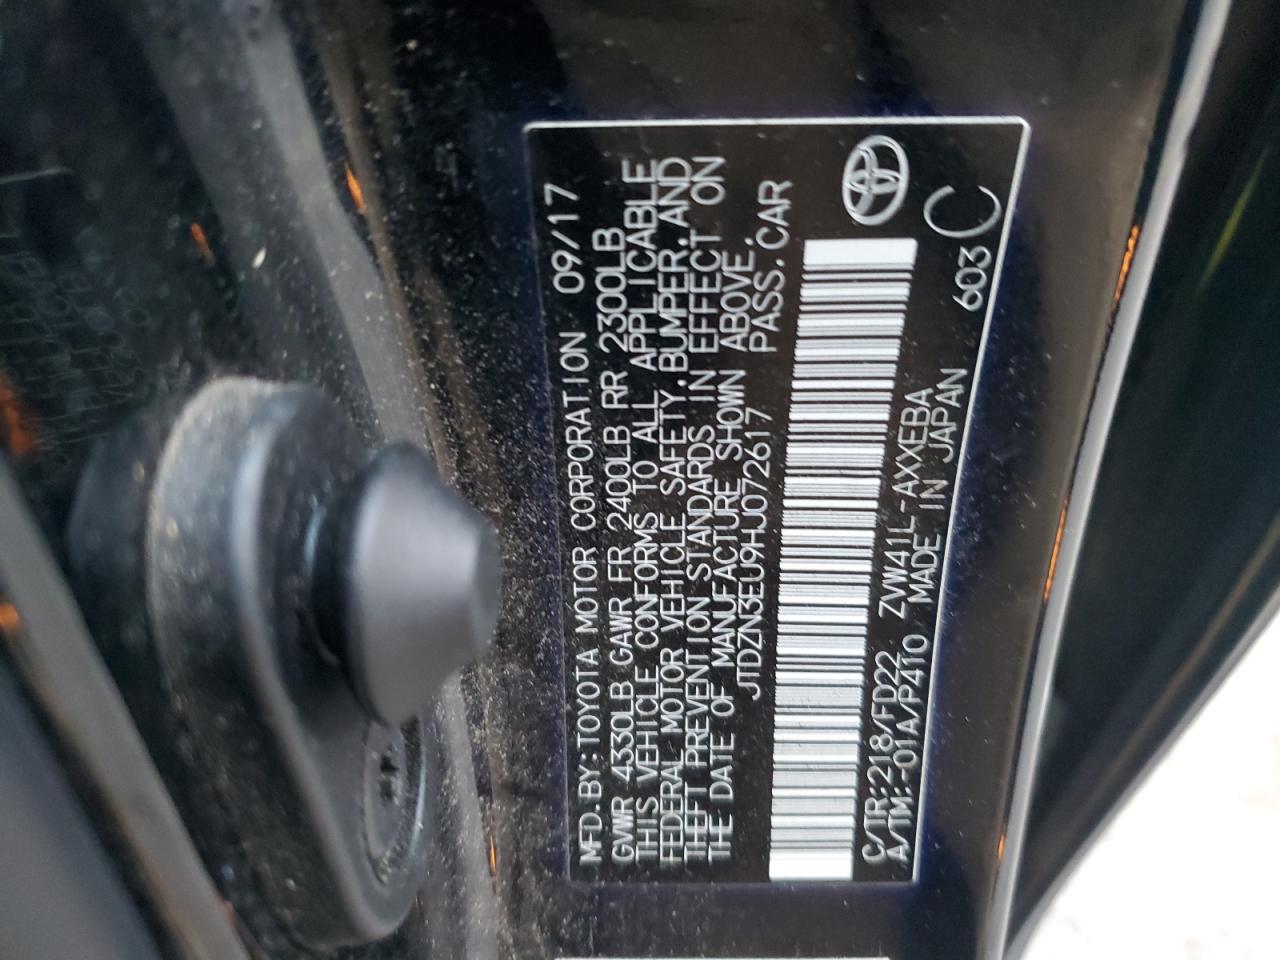 MFD.BY:TOYOTA MOTOR CORPORATION 09/17
GVWR 4330LB GAWR FR 2400LB RR 2300LB
THIS VEHICLE CONFORMS TO ALL APPLICABLE
FEDERAL MOTOR VEHICLE SAFETY,BUMPER,AND
THEFT PREVENTION STANDARDS IN EFFECT ON
THE DATE OF MANUFACTURE SHOWN ABOVE.
JTDZN3EU9HJ072617 PASS.CAR
C/TR:218/FD22 ZVW41L-AXXEBA 603
A/TM:-01A/P410 MADE IN JAPAN
C